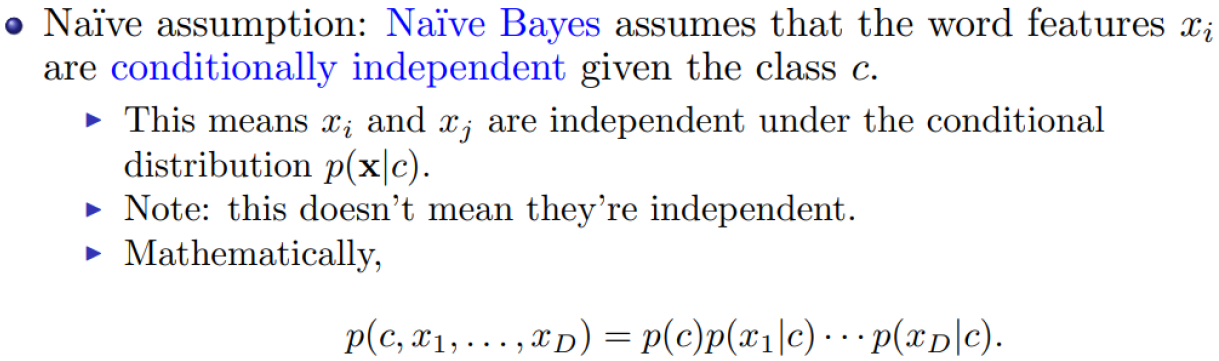 • Naïve assumption: Naïve Bayes assumes that the word features $x_i$
are conditionally independent given the class $c$.
▶ This means $x_i$ and $x_j$ are independent under the conditional
distribution $p(\mathbf{x}|c)$.
▶ Note: this doesn't mean they're independent.
▶ Mathematically,
$p(c, x_1, \ldots, x_D) = p(c)p(x_1|c) \cdots p(x_D|c).$